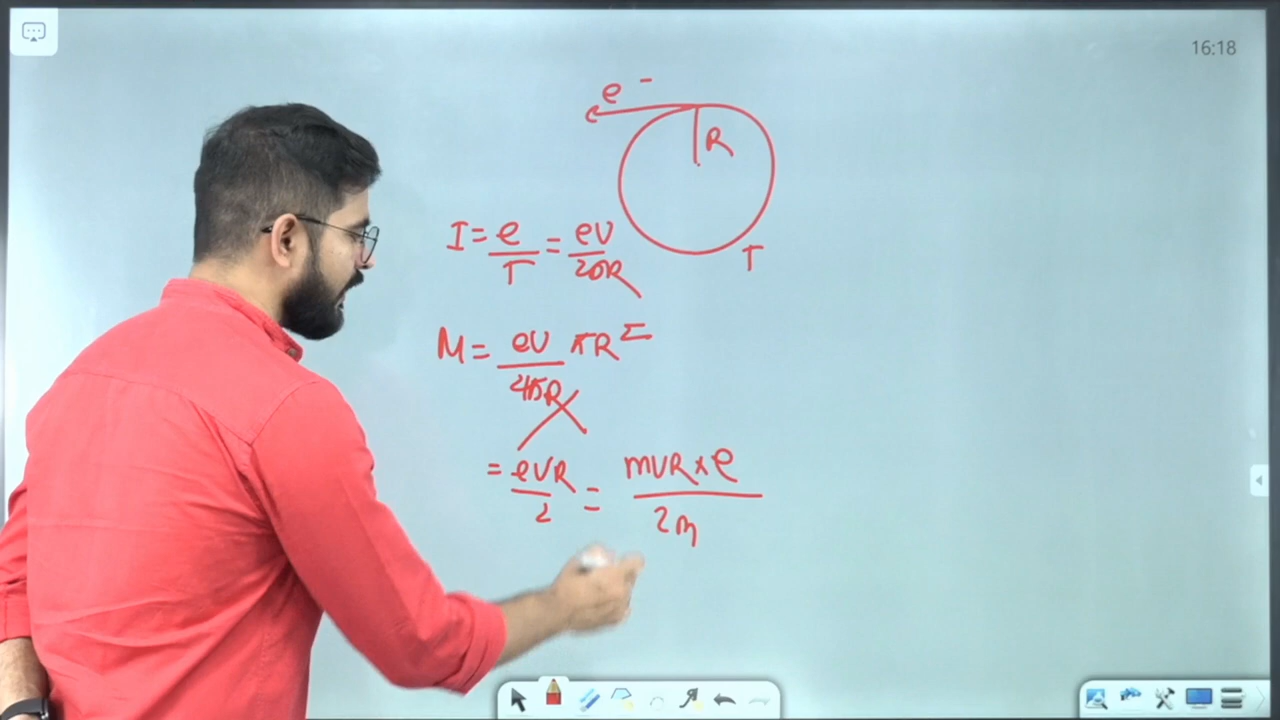 16:18
e⁻
R
I = e/T = ev/2πR
T
M = ev/2πR πR²
= evR/2 = mvR×e/2m